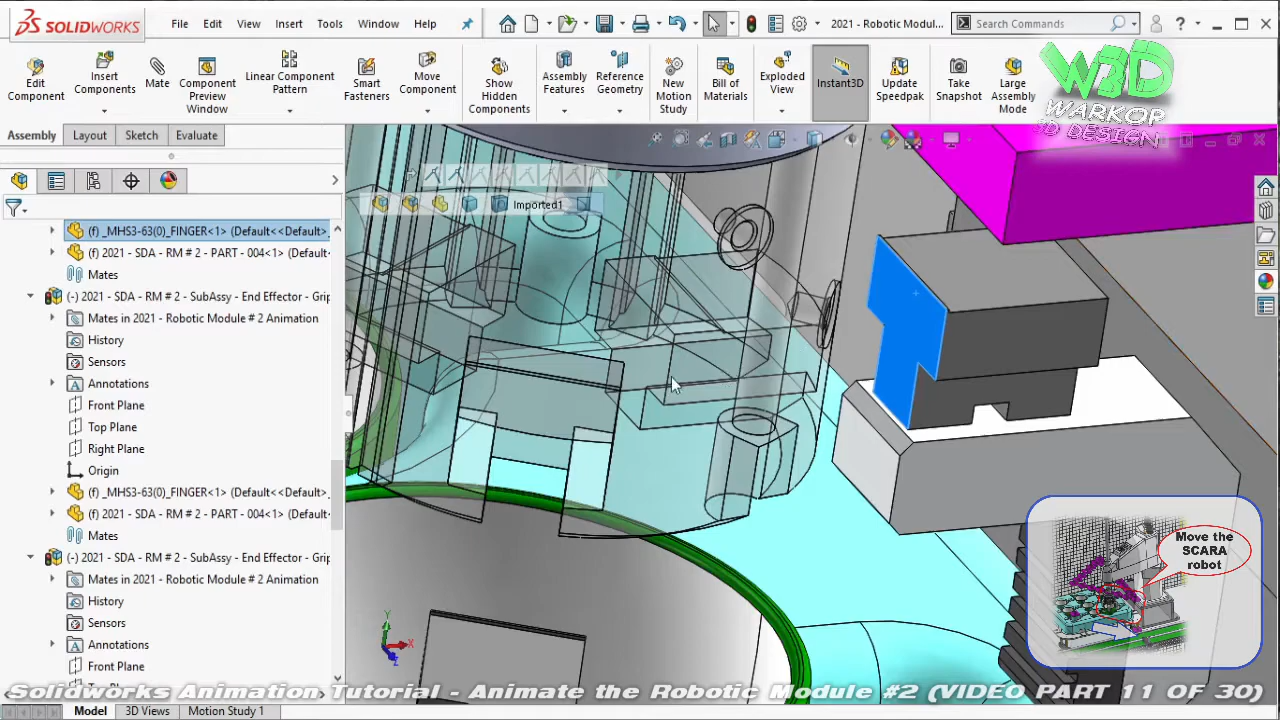 SOLIDWORKS
File
Edit
View
Insert
Tools
Window
Help
2021 - Robotic Modul...
Search Commands
?
Edit
Component
Insert
Components
Mate
Component
Preview
Window
Linear Component
Pattern
Smart
Fasteners
Move
Component
Show
Hidden
Components
Assembly
Features
Reference
Geometry
New
Motion
Study
Bill of
Materials
Exploded
View
Instant3D
Update
Speedpak
Take
Snapshot
Large
Assembly
Mode
W3D
WARKOP
3D DESIGN
Assembly
Layout
Sketch
Evaluate
Imported1
(f) _MHS3-63(0)_FINGER<1> (Default<<Default>_
(f) 2021 - SDA - RM # 2 - PART - 004<1> (Default
Mates
(-) 2021 - SDA - RM # 2 - SubAssy - End Effector - Grip
Mates in 2021 - Robotic Module # 2 Animation
History
Sensors
Annotations
Front Plane
Top Plane
Right Plane
Origin
(f) _MHS3-63(0)_FINGER<1> (Default<<Default>_
(f) 2021 - SDA - RM # 2 - PART - 004<1> (Default
Mates
(-) 2021 - SDA - RM # 2 - SubAssy - End Effector - Grip
Mates in 2021 - Robotic Module # 2 Animation
History
Sensors
Annotations
Front Plane
Y
X
Z
Move the
SCARA
robot
Solidworks Animation Tutorial - Animate the Robotic Module #2 (VIDEO PART 11 OF 30)
Model
3D Views
Motion Study 1